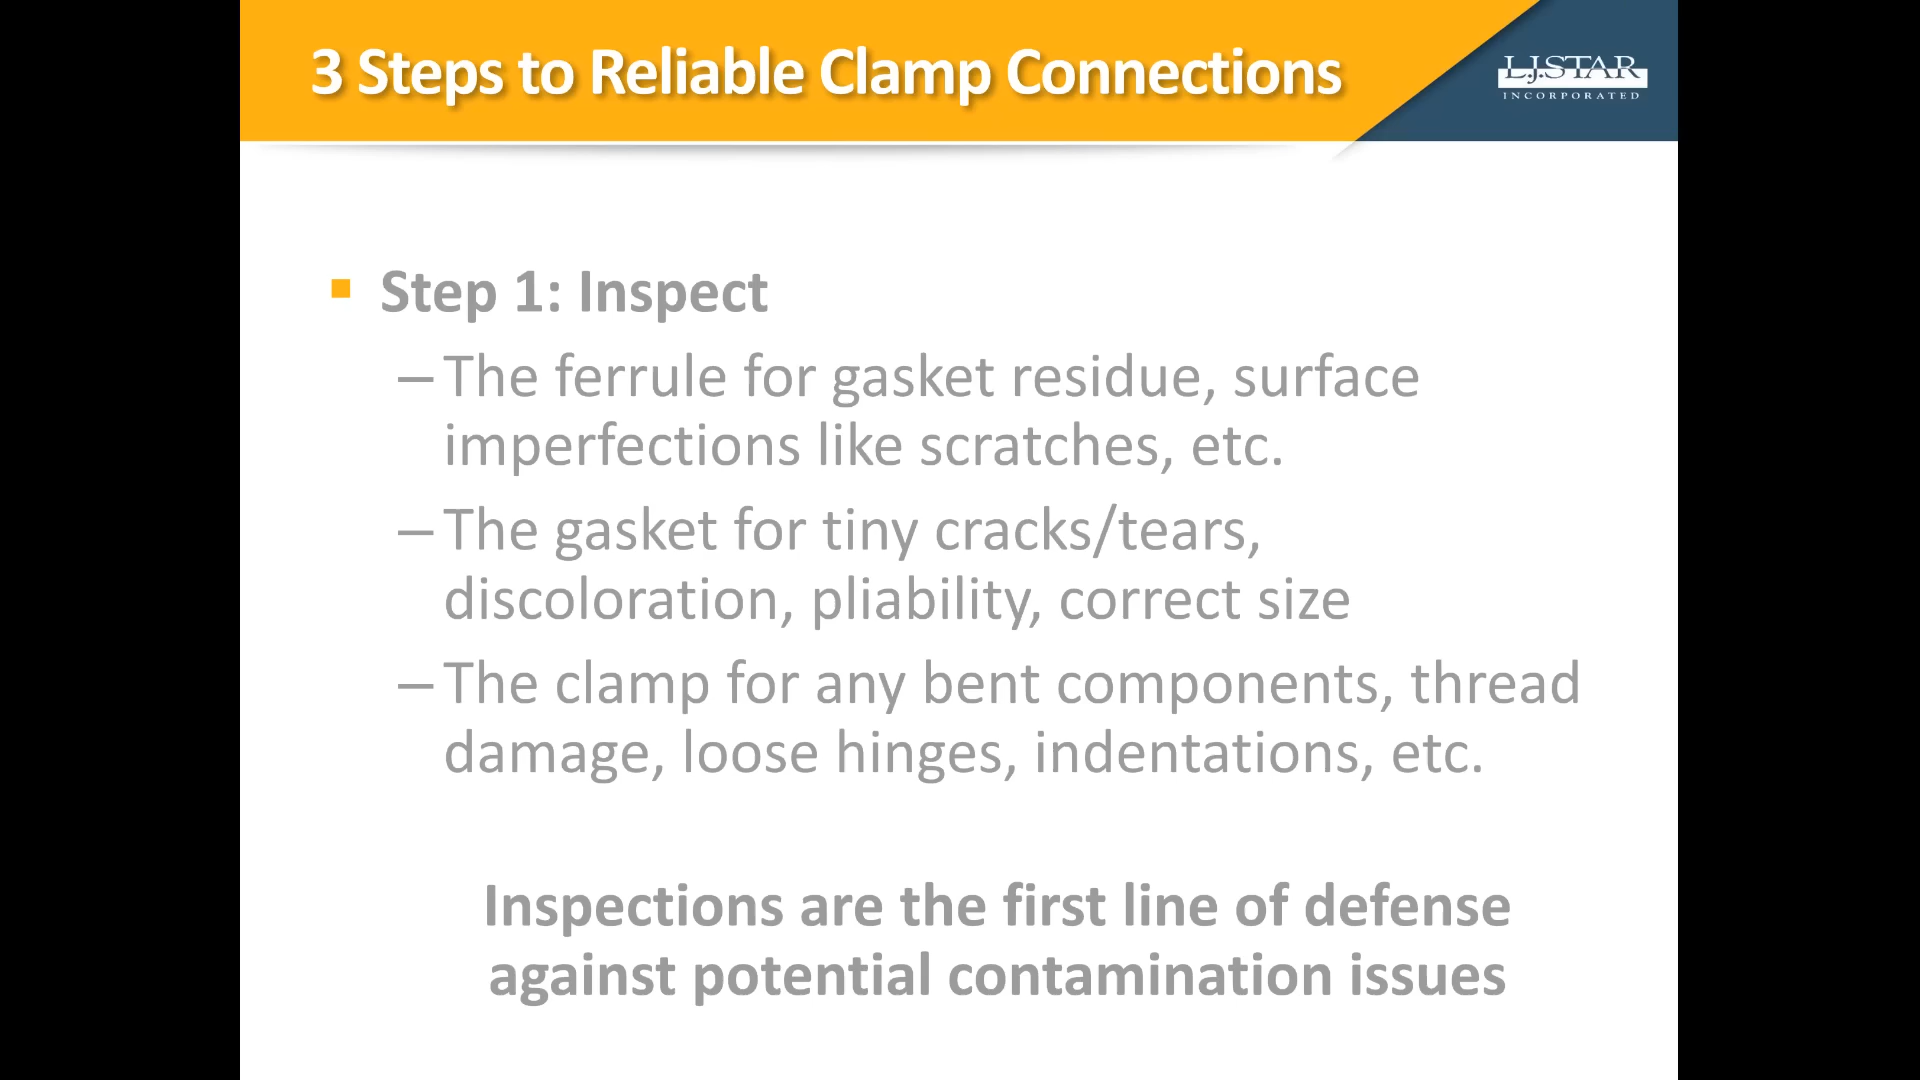 3 Steps to Reliable Clamp Connections
L.J.STAR
INCORPORATED
▪ Step 1: Inspect
– The ferrule for gasket residue, surface
imperfections like scratches, etc.
– The gasket for tiny cracks/tears,
discoloration, pliability, correct size
– The clamp for any bent components, thread
damage, loose hinges, indentations, etc.
Inspections are the first line of defense
against potential contamination issues